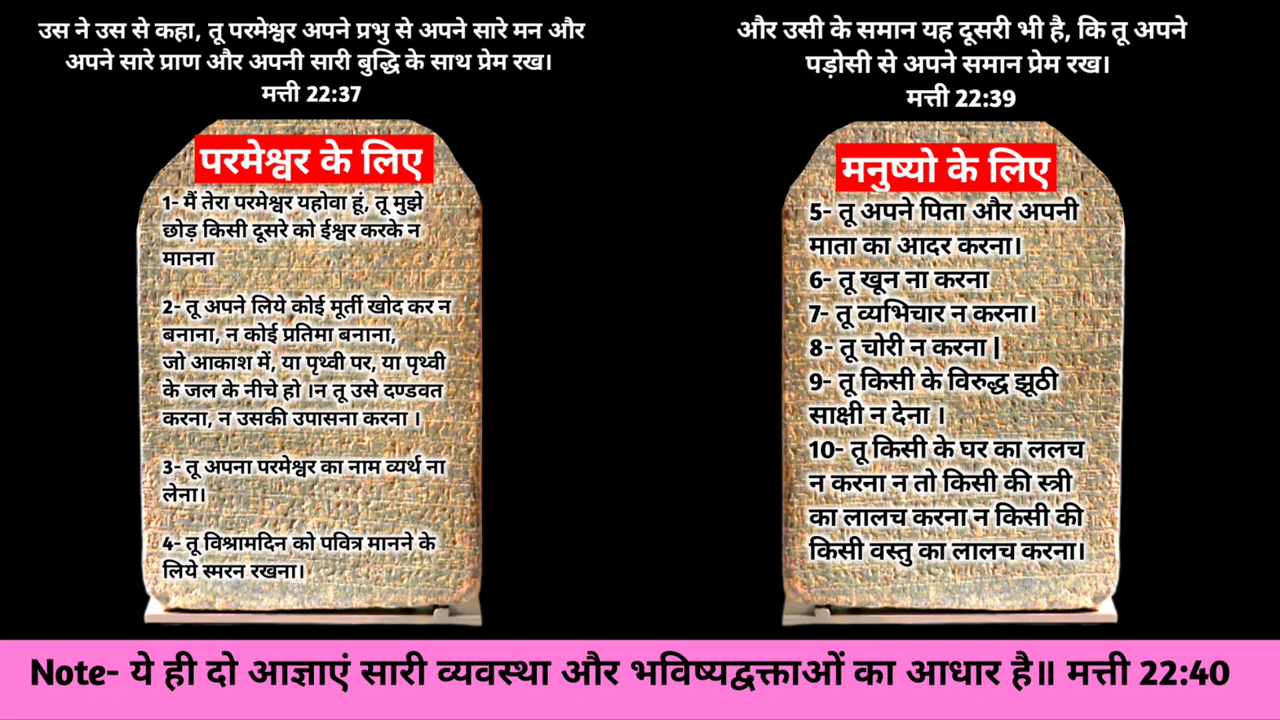 उस ने उस से कहा, तू परमेश्वर अपने प्रभु से अपने सारे मन और
अपने सारे प्राण और अपनी सारी बुद्धि के साथ प्रेम रख।
मत्ती 22:37
परमेश्वर के लिए
1- मैं तेरा परमेश्वर यहोवा हूं, तू मुझे
छोड़ किसी दूसरे को ईश्वर करके न
मानना
2- तू अपने लिये कोई मूर्ती खोद कर न
बनाना, न कोई प्रतिमा बनाना,
जो आकाश में, या पृथ्वी पर, या पृथ्वी
के जल के नीचे हो ।न तू उसे दण्डवत
करना, न उसकी उपासना करना ।
3- तू अपना परमेश्वर का नाम व्यर्थ ना
लेना।
4- तू विश्रामदिन को पवित्र मानने के
लिये स्मरन रखना।
और उसी के समान यह दूसरी भी है, कि तू अपने
पड़ोसी से अपने समान प्रेम रख।
मत्ती 22:39
मनुष्यो के लिए
5- तू अपने पिता और अपनी
माता का आदर करना।
6- तू खून ना करना
7- तू व्यभिचार न करना।
8- तू चोरी न करना |
9- तू किसी के विरुद्ध झूठी
साक्षी न देना ।
10- तू किसी के घर का ललच
न करना न तो किसी की स्त्री
का लालच करना न किसी की
किसी वस्तु का लालच करना।
Note- ये ही दो आज्ञाएं सारी व्यवस्था और भविष्यद्वक्ताओं का आधार है॥ मत्ती 22:40